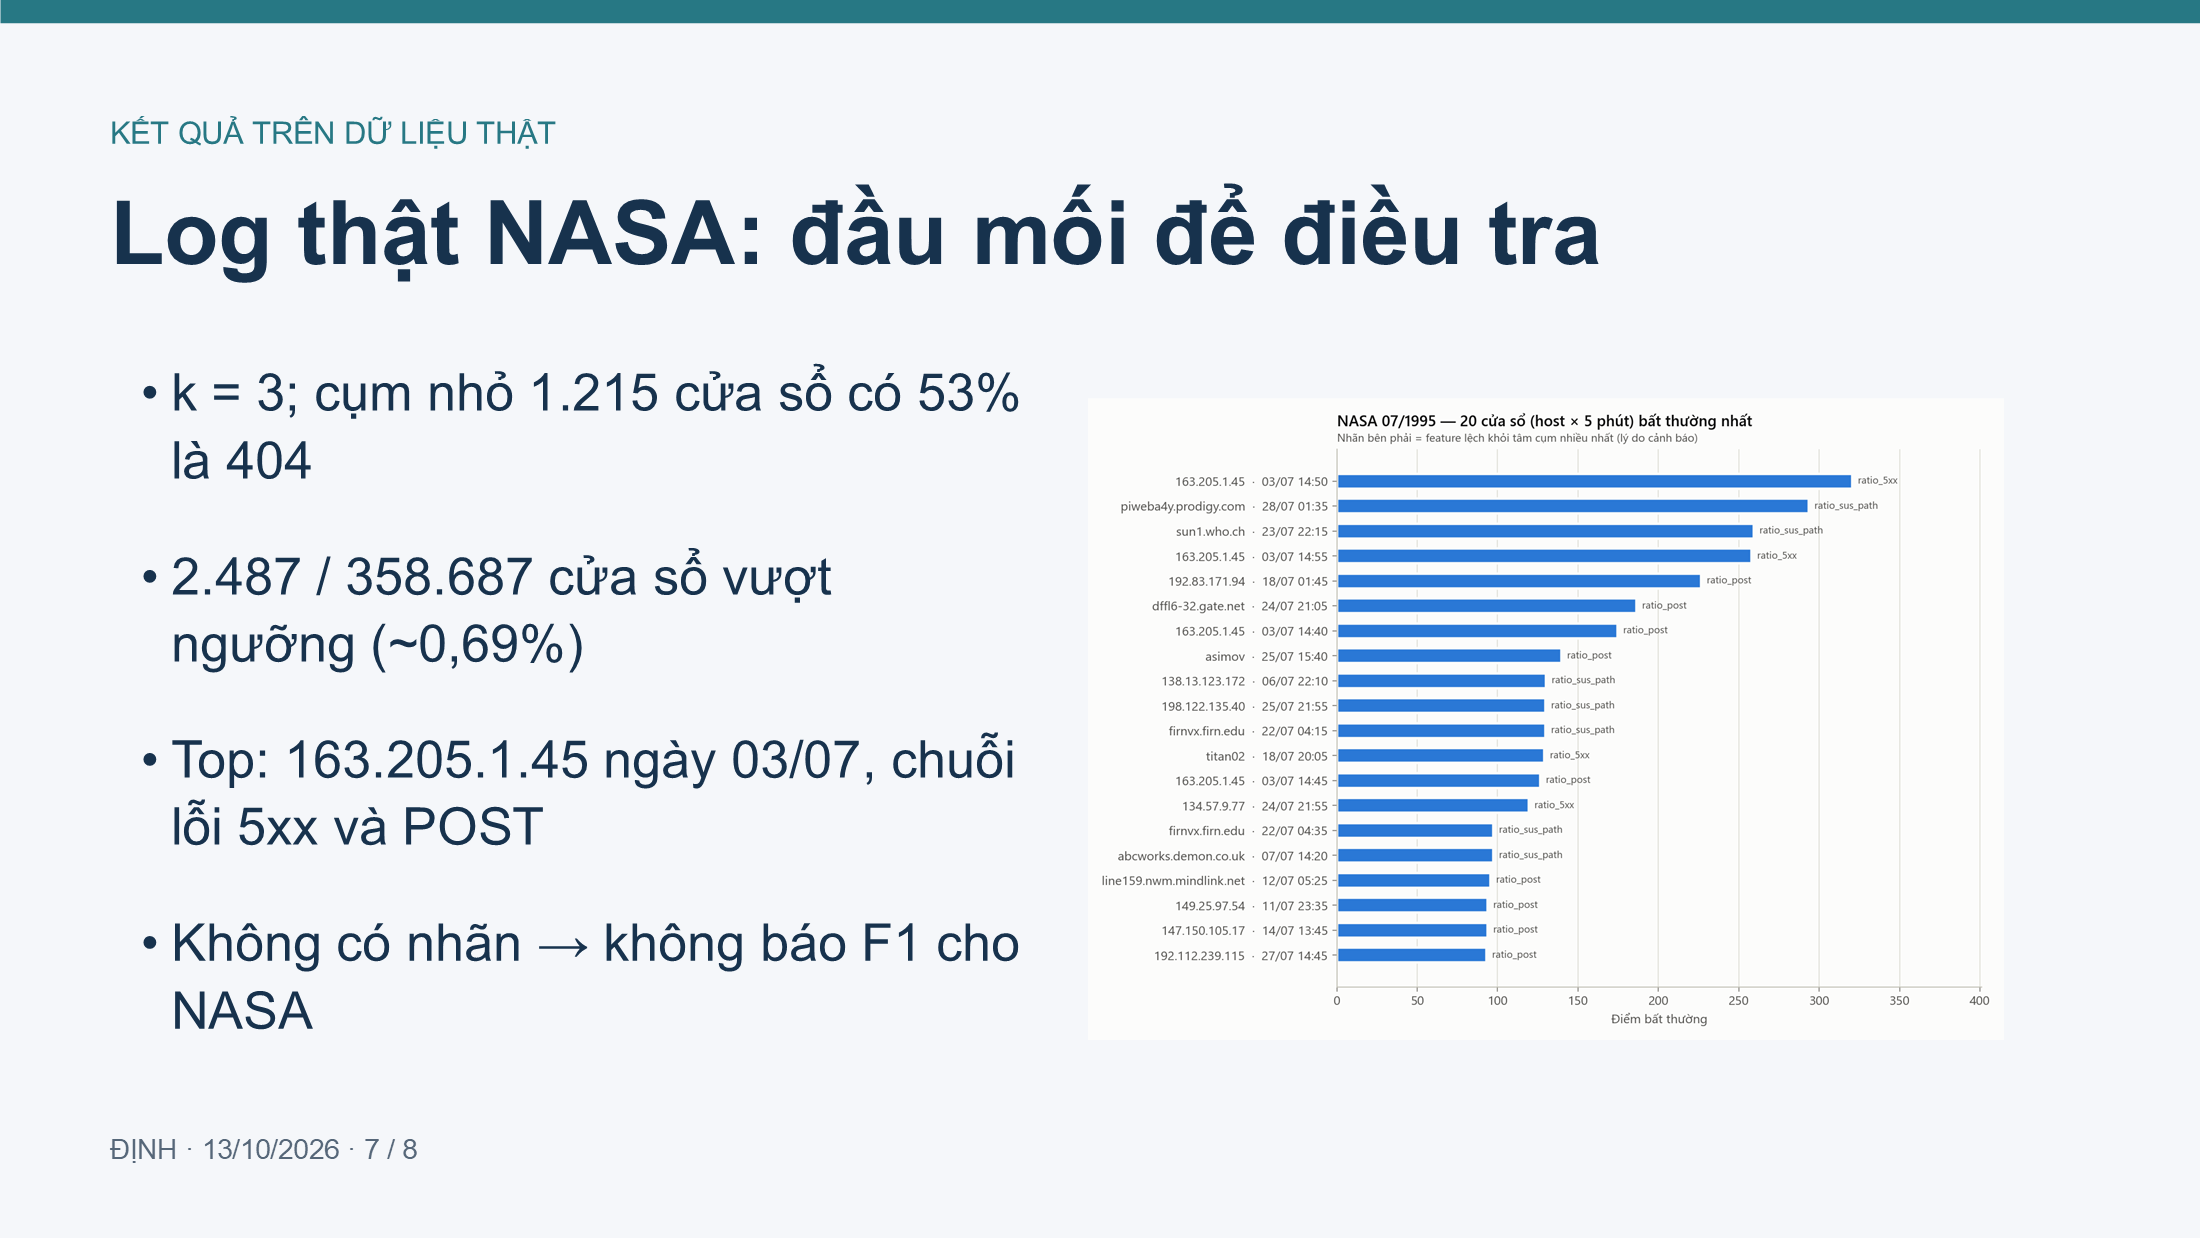 KẾT QUẢ TRÊN DỮ LIỆU THẬT
Log thật NASA: đầu mối để điều tra
• k = 3; cụm nhỏ 1.215 cửa sổ có 53%
là 404
• 2.487 / 358.687 cửa sổ vượt
ngưỡng (~0,69%)
• Top: 163.205.1.45 ngày 03/07, chuỗi
lỗi 5xx và POST
• Không có nhãn → không báo F1 cho
NASA
NASA 07/1995 — 20 cửa sổ (host × 5 phút) bất thường nhất
Nhãn bên phải = feature lệch khỏi tâm cụm nhiều nhất (lý do cảnh báo)
163.205.1.45 · 03/07 14:50 ratio_5xx
piweba4y.prodigy.com · 28/07 01:35 ratio_sus_path
sun1.who.ch · 23/07 22:15 ratio_sus_path
163.205.1.45 · 03/07 14:55 ratio_5xx
192.83.171.94 · 18/07 01:45 ratio_post
dffl6-32.gate.net · 24/07 21:05 ratio_post
163.205.1.45 · 03/07 14:40 ratio_post
asimov · 25/07 15:40 ratio_post
138.13.123.172 · 06/07 22:10 ratio_sus_path
198.122.135.40 · 25/07 21:55 ratio_sus_path
firnvx.firn.edu · 22/07 04:15 ratio_sus_path
titan02 · 18/07 20:05 ratio_5xx
163.205.1.45 · 03/07 14:45 ratio_post
134.57.9.77 · 24/07 21:55 ratio_5xx
firnvx.firn.edu · 22/07 04:35 ratio_sus_path
abcworks.demon.co.uk · 07/07 14:20 ratio_sus_path
line159.nwm.mindlink.net · 12/07 05:25 ratio_post
149.25.97.54 · 11/07 23:35 ratio_post
147.150.105.17 · 14/07 13:45 ratio_post
192.112.239.115 · 27/07 14:45 ratio_post
0 50 100 150 200 250 300 350 400
Điểm bất thường
ĐỊNH · 13/10/2026 · 7 / 8